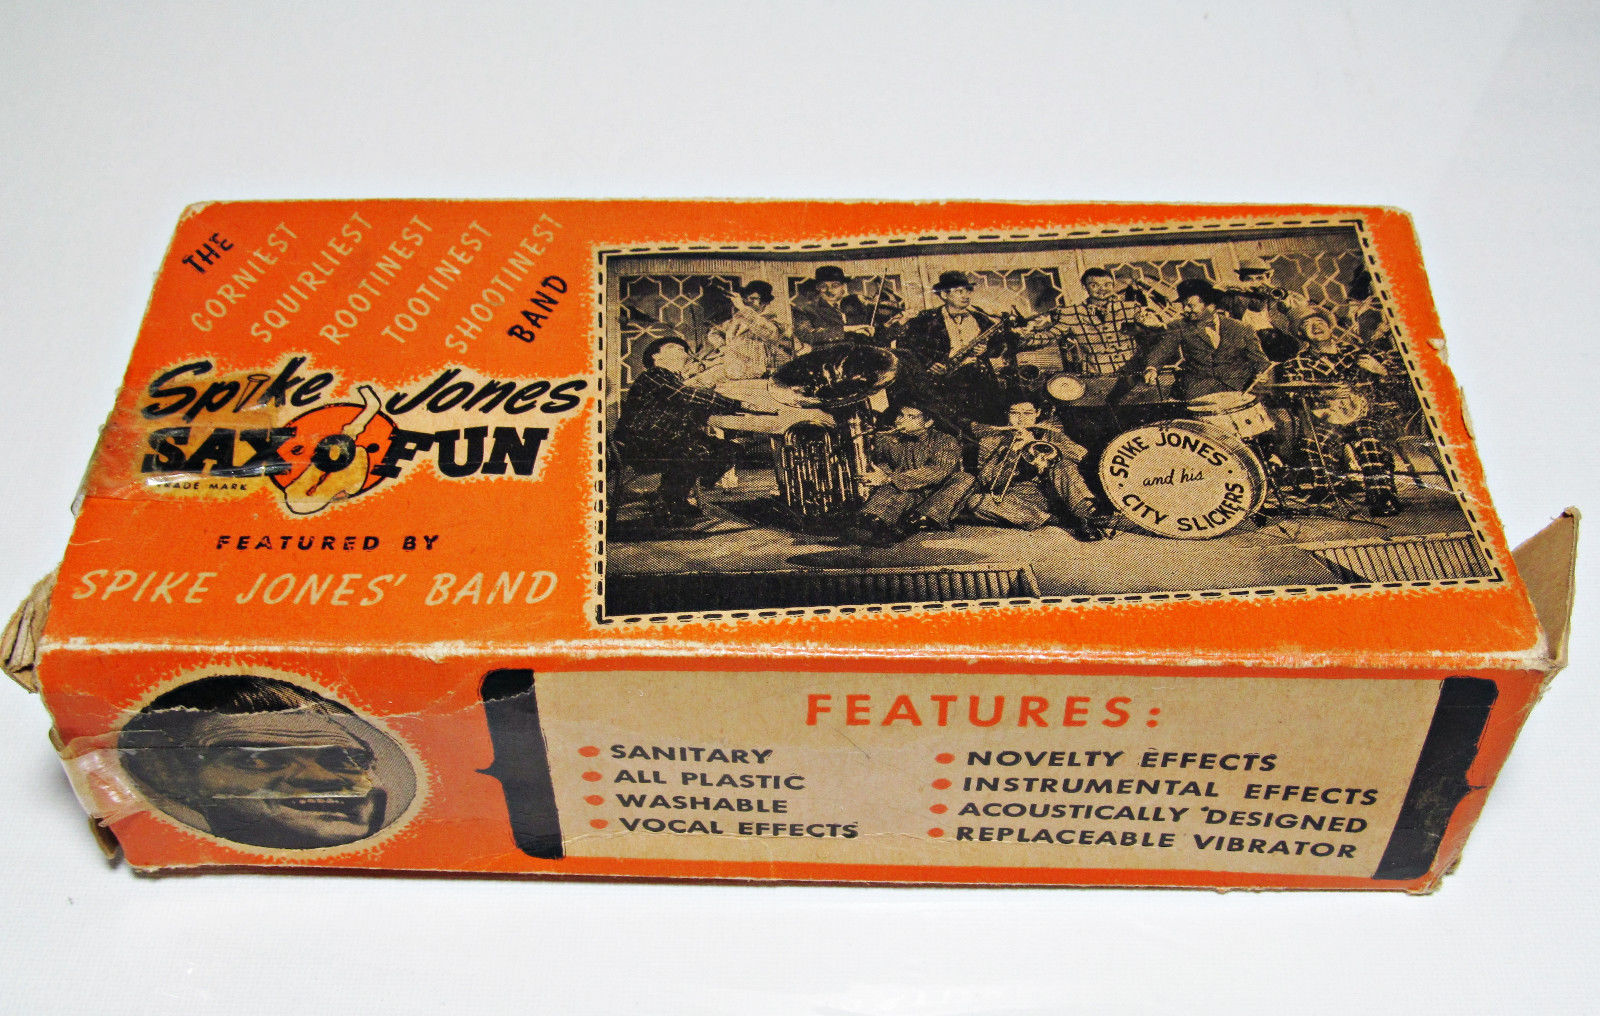 THE
CORNIEST
SQUIRLIEST
ROOTINEST
TOOTINEST
SHOOTINEST
BAND
Spike Jones
SAX·O·FUN
TRADE MARK
FEATURED BY
SPIKE JONES' BAND
· SPIKE JONES ·
and his
CITY SLICKERS
FEATURES:
• SANITARY
• ALL PLASTIC
• WASHABLE
• VOCAL EFFECTS
• NOVELTY EFFECTS
• INSTRUMENTAL EFFECTS
• ACOUSTICALLY DESIGNED
• REPLACEABLE VIBRATOR